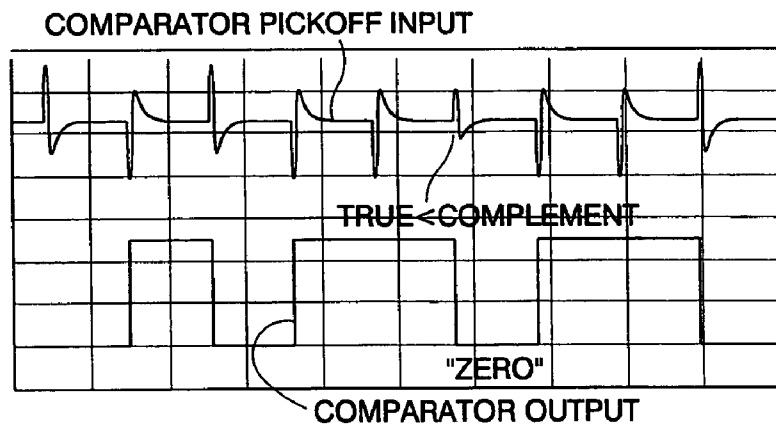 COMPARATOR PICKOFF INPUT
TRUE<COMPLEMENT
"ZERO"
COMPARATOR OUTPUT